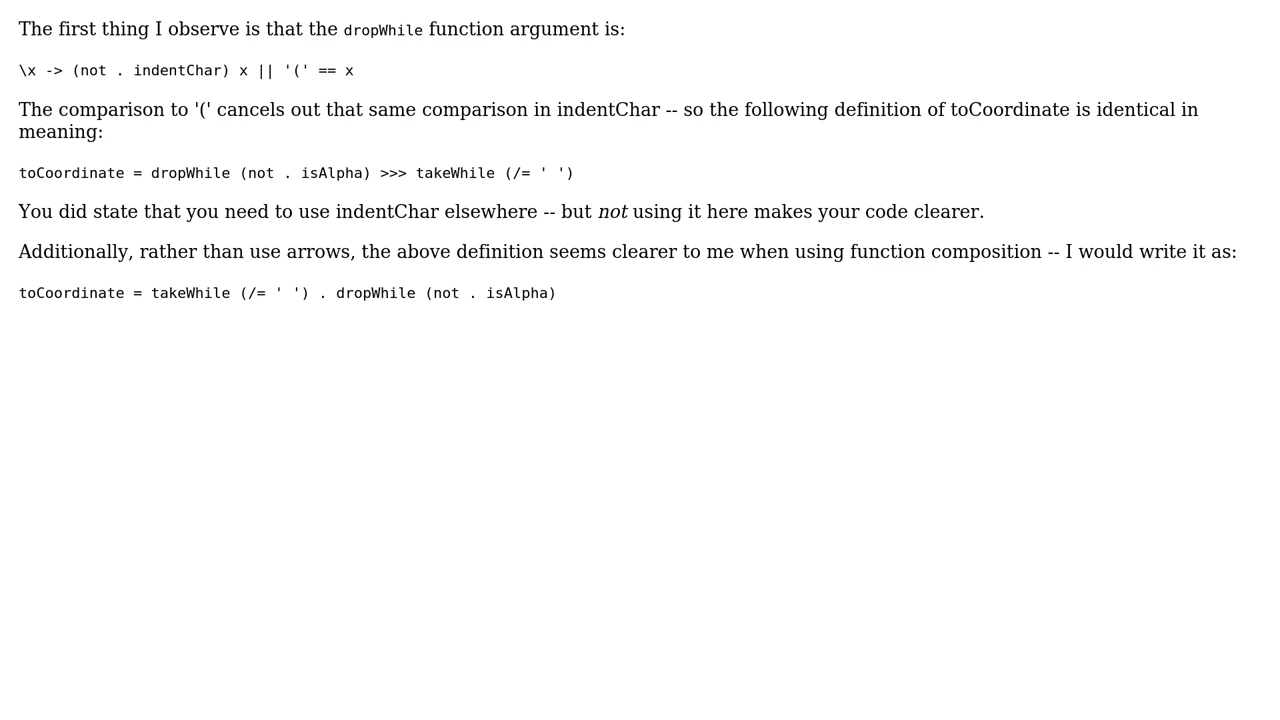 The first thing I observe is that the dropWhile function argument is:
\x -> (not . indentChar) x || '(' == x
The comparison to '(' cancels out that same comparison in indentChar -- so the following definition of toCoordinate is identical in
meaning:
toCoordinate = dropWhile (not . isAlpha) >>> takeWhile (/= ' ')
You did state that you need to use indentChar elsewhere -- but not using it here makes your code clearer.
Additionally, rather than use arrows, the above definition seems clearer to me when using function composition -- I would write it as:
toCoordinate = takeWhile (/= ' ') . dropWhile (not . isAlpha)